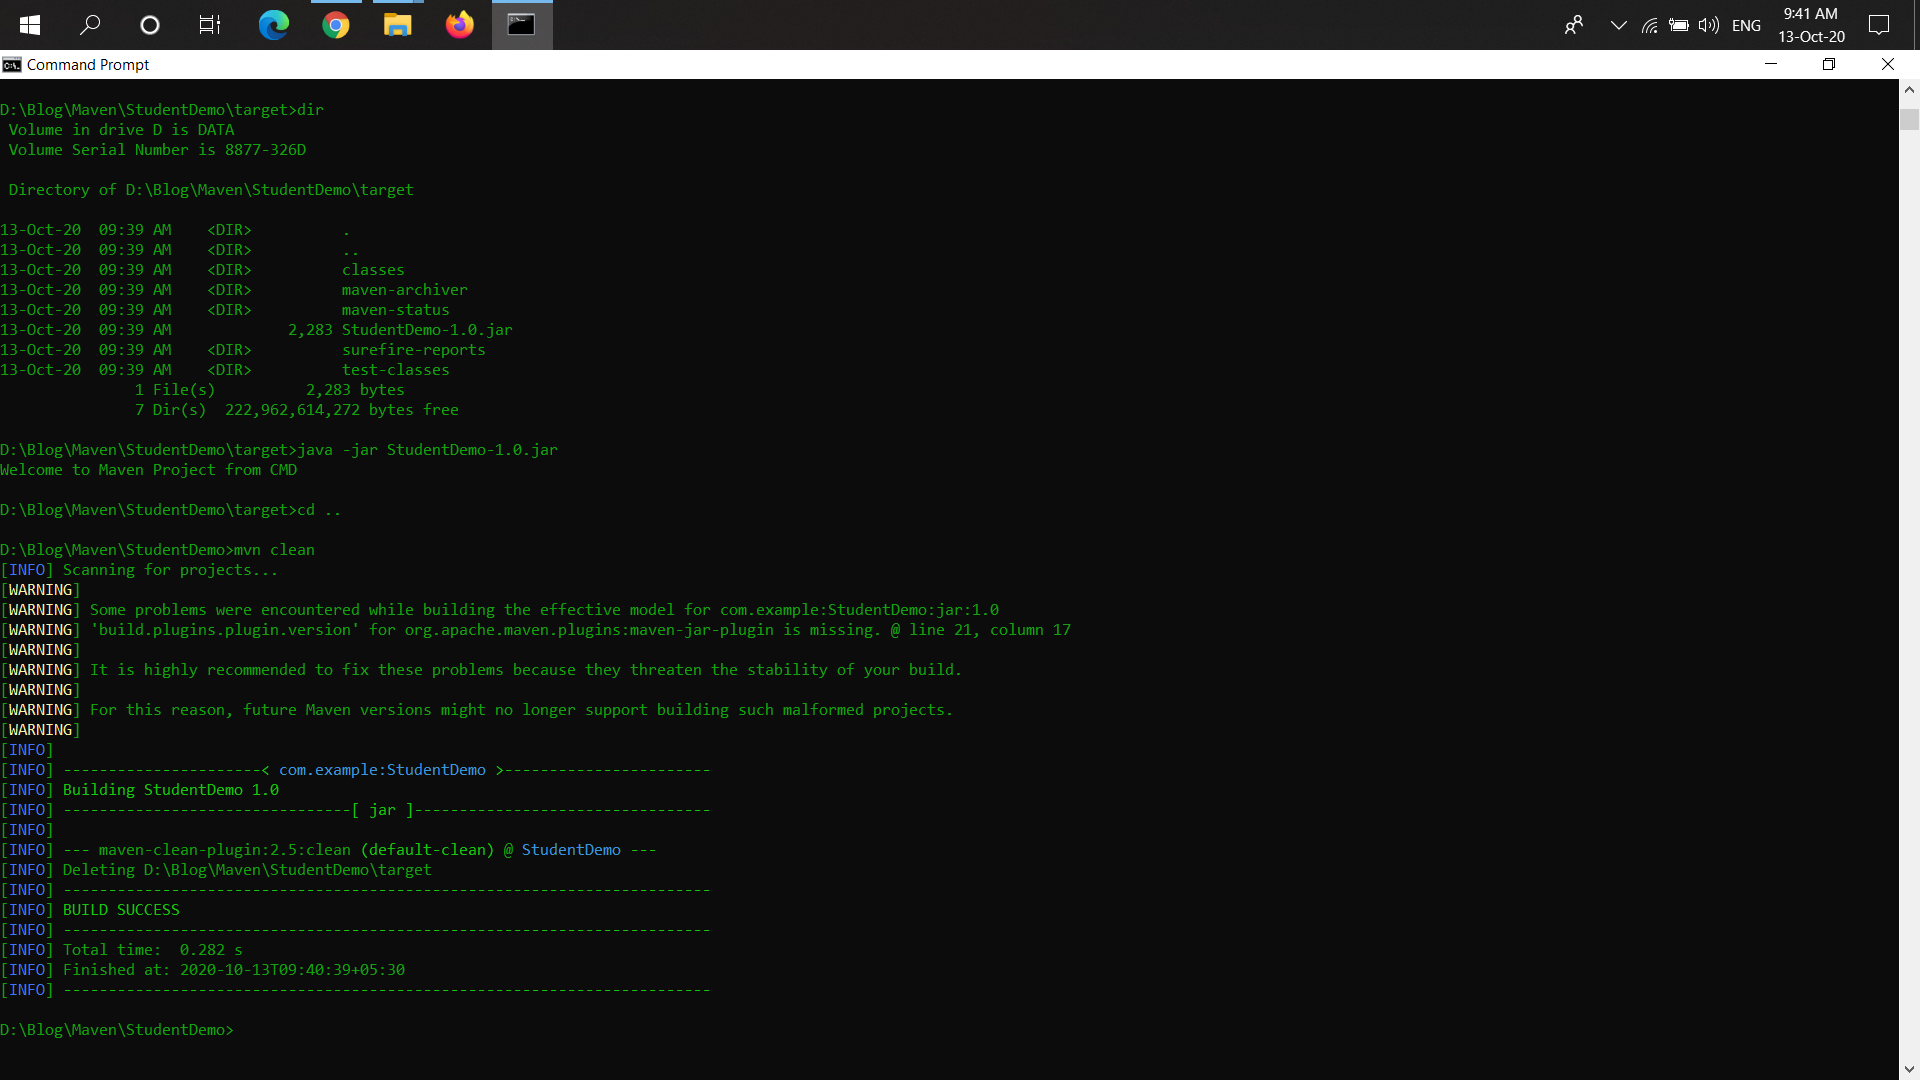 ENG
9:41 AM
13-Oct-20
Command Prompt
D:\Blog\Maven\StudentDemo\target>dir
 Volume in drive D is DATA
 Volume Serial Number is 8877-326D
 Directory of D:\Blog\Maven\StudentDemo\target
13-Oct-20  09:39 AM    <DIR>          .
13-Oct-20  09:39 AM    <DIR>          ..
13-Oct-20  09:39 AM    <DIR>          classes
13-Oct-20  09:39 AM    <DIR>          maven-archiver
13-Oct-20  09:39 AM    <DIR>          maven-status
13-Oct-20  09:39 AM             2,283 StudentDemo-1.0.jar
13-Oct-20  09:39 AM    <DIR>          surefire-reports
13-Oct-20  09:39 AM    <DIR>          test-classes
               1 File(s)          2,283 bytes
               7 Dir(s)  222,962,614,272 bytes free
D:\Blog\Maven\StudentDemo\target>java -jar StudentDemo-1.0.jar
Welcome to Maven Project from CMD
D:\Blog\Maven\StudentDemo\target>cd ..
D:\Blog\Maven\StudentDemo>mvn clean
[INFO] Scanning for projects...
[WARNING]
[WARNING] Some problems were encountered while building the effective model for com.example:StudentDemo:jar:1.0
[WARNING] 'build.plugins.plugin.version' for org.apache.maven.plugins:maven-jar-plugin is missing. @ line 21, column 17
[WARNING]
[WARNING] It is highly recommended to fix these problems because they threaten the stability of your build.
[WARNING]
[WARNING] For this reason, future Maven versions might no longer support building such malformed projects.
[WARNING]
[INFO]
[INFO] ----------------------< com.example:StudentDemo >-----------------------
[INFO] Building StudentDemo 1.0
[INFO] --------------------------------[ jar ]---------------------------------
[INFO]
[INFO] --- maven-clean-plugin:2.5:clean (default-clean) @ StudentDemo ---
[INFO] Deleting D:\Blog\Maven\StudentDemo\target
[INFO] ------------------------------------------------------------------------
[INFO] BUILD SUCCESS
[INFO] ------------------------------------------------------------------------
[INFO] Total time:  0.282 s
[INFO] Finished at: 2020-10-13T09:40:39+05:30
[INFO] ------------------------------------------------------------------------
D:\Blog\Maven\StudentDemo>